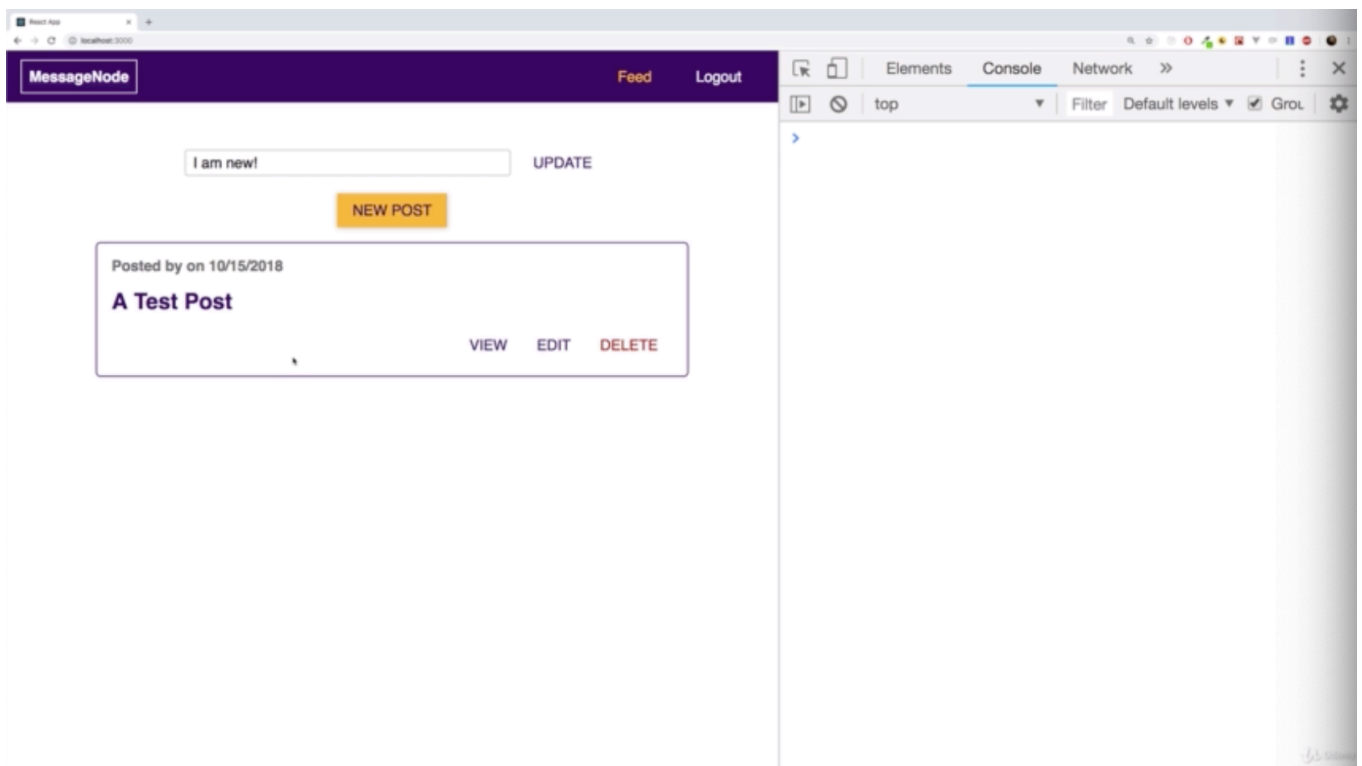 React App
localhost:3000
MessageNode Feed Logout
Elements Console Network
top Filter Default levels Grou
I am new! UPDATE
NEW POST
Posted by on 10/15/2018
A Test Post
VIEW EDIT DELETE